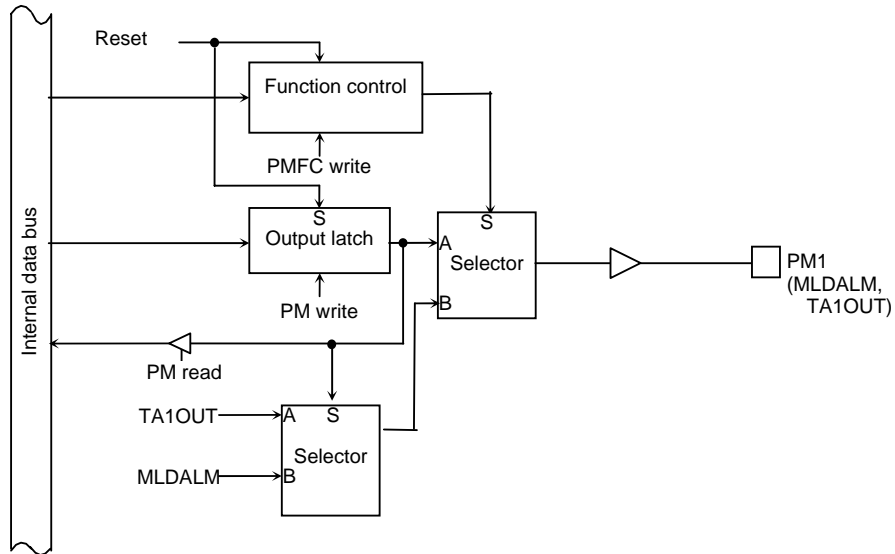 Reset
Function control
PMFC write
S
Output latch
PM write
S
A
Selector
B
PM1
(MLDALM,
TA1OUT)
Internal data bus
PM read
TA1OUT
A
S
Selector
MLDALM
B